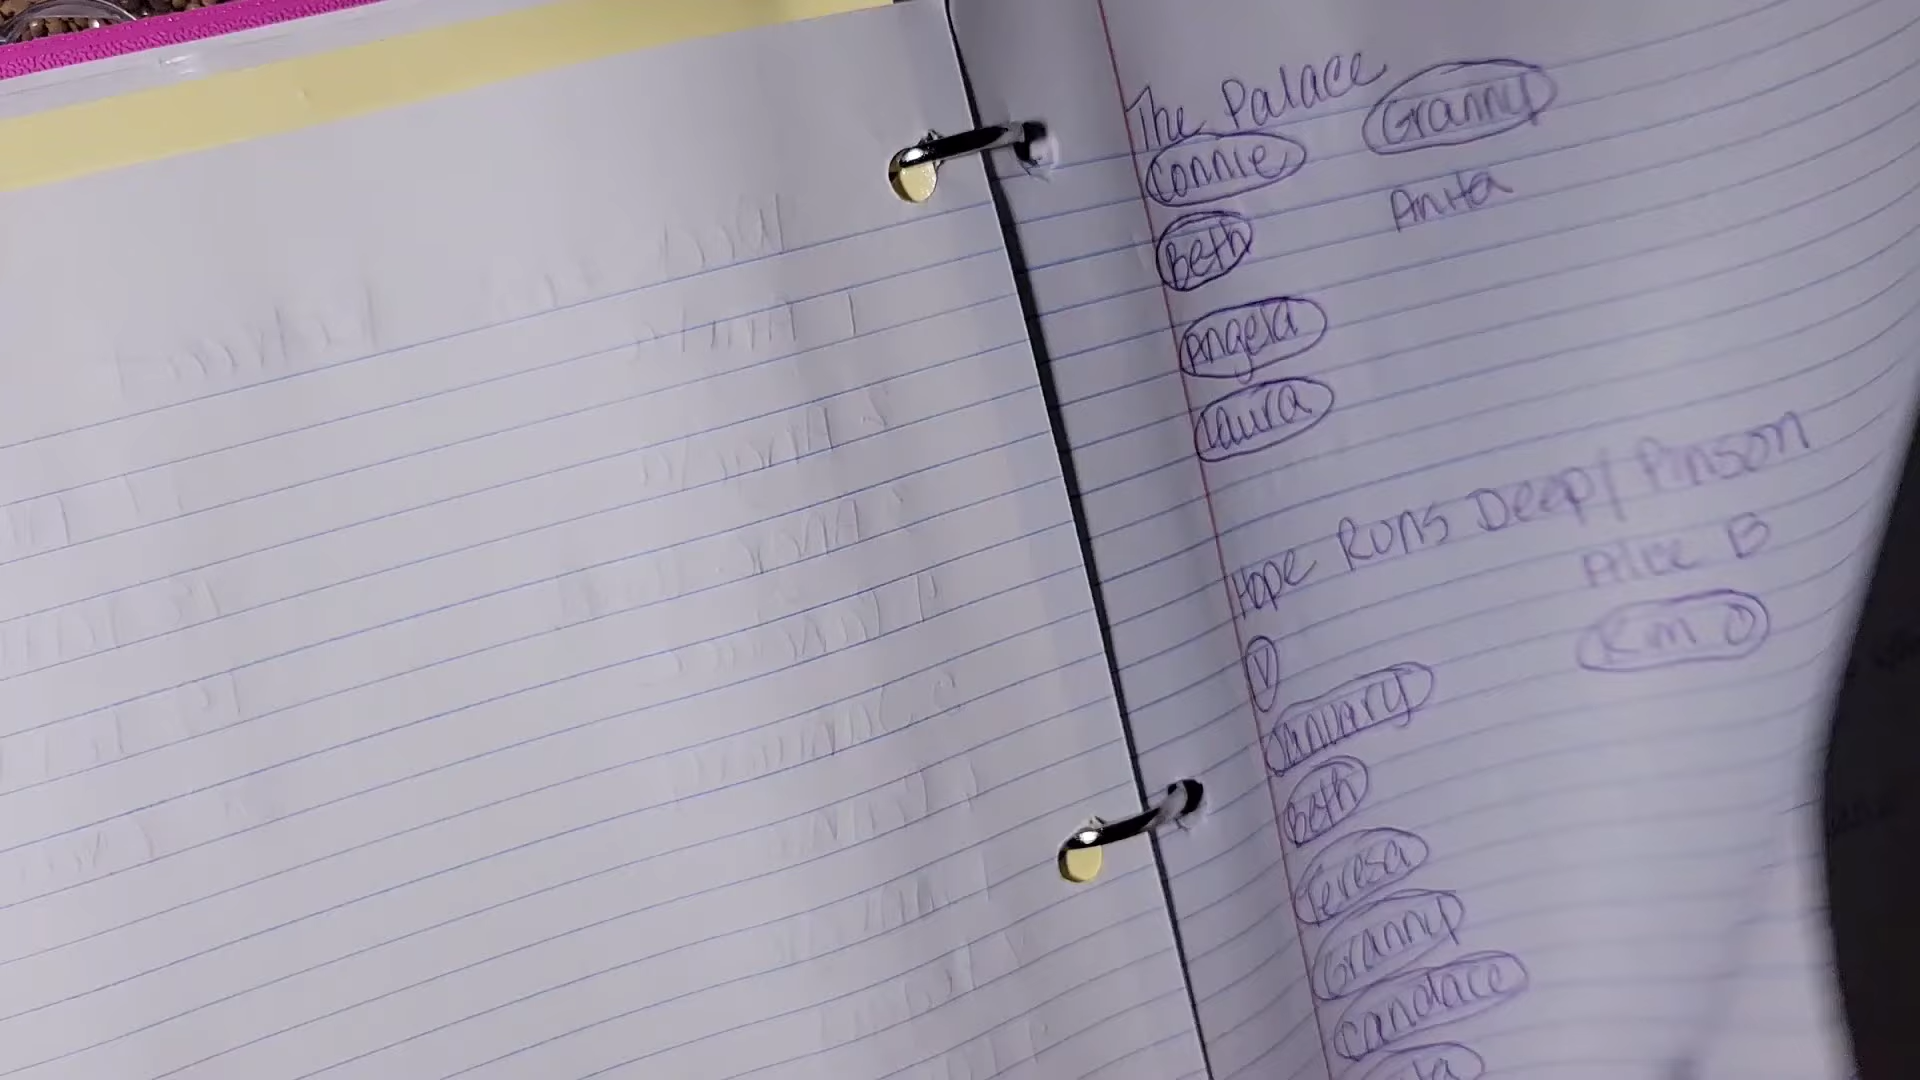 The Palace
Connie Granny
Beth Anita
Angela
Laura
Hope Runs Deep/Pinson
V Alice B
January Kim O
Beth
Teresa
Granny
Candace